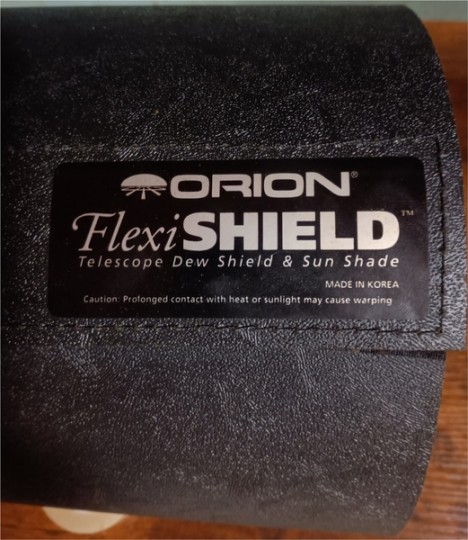 ORION®
FlexiSHIELD™
Telescope Dew Shield & Sun Shade
MADE IN KOREA
Caution: Prolonged contact with heat or sunlight may cause warping